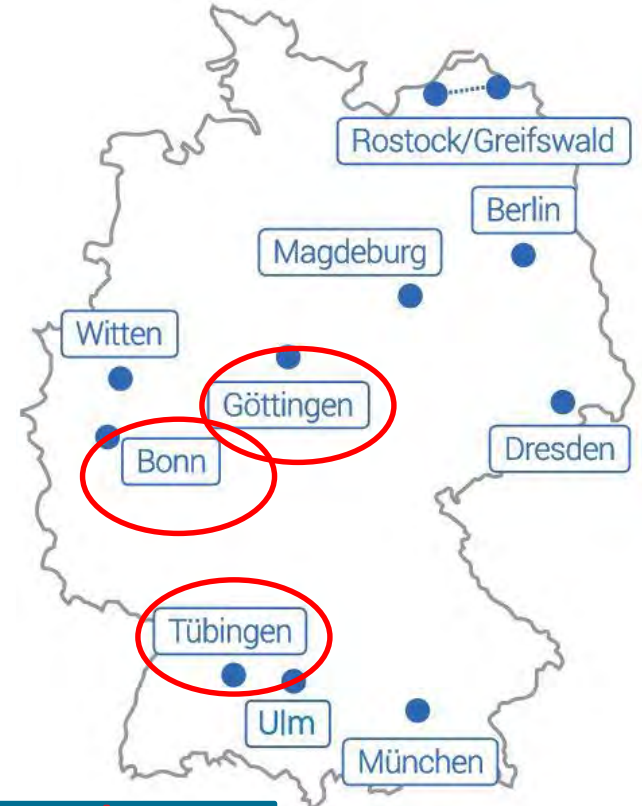 Rostock/Greifswald
Berlin
Magdeburg
Witten
Göttingen
Bonn
Dresden
Tübingen
Ulm
München